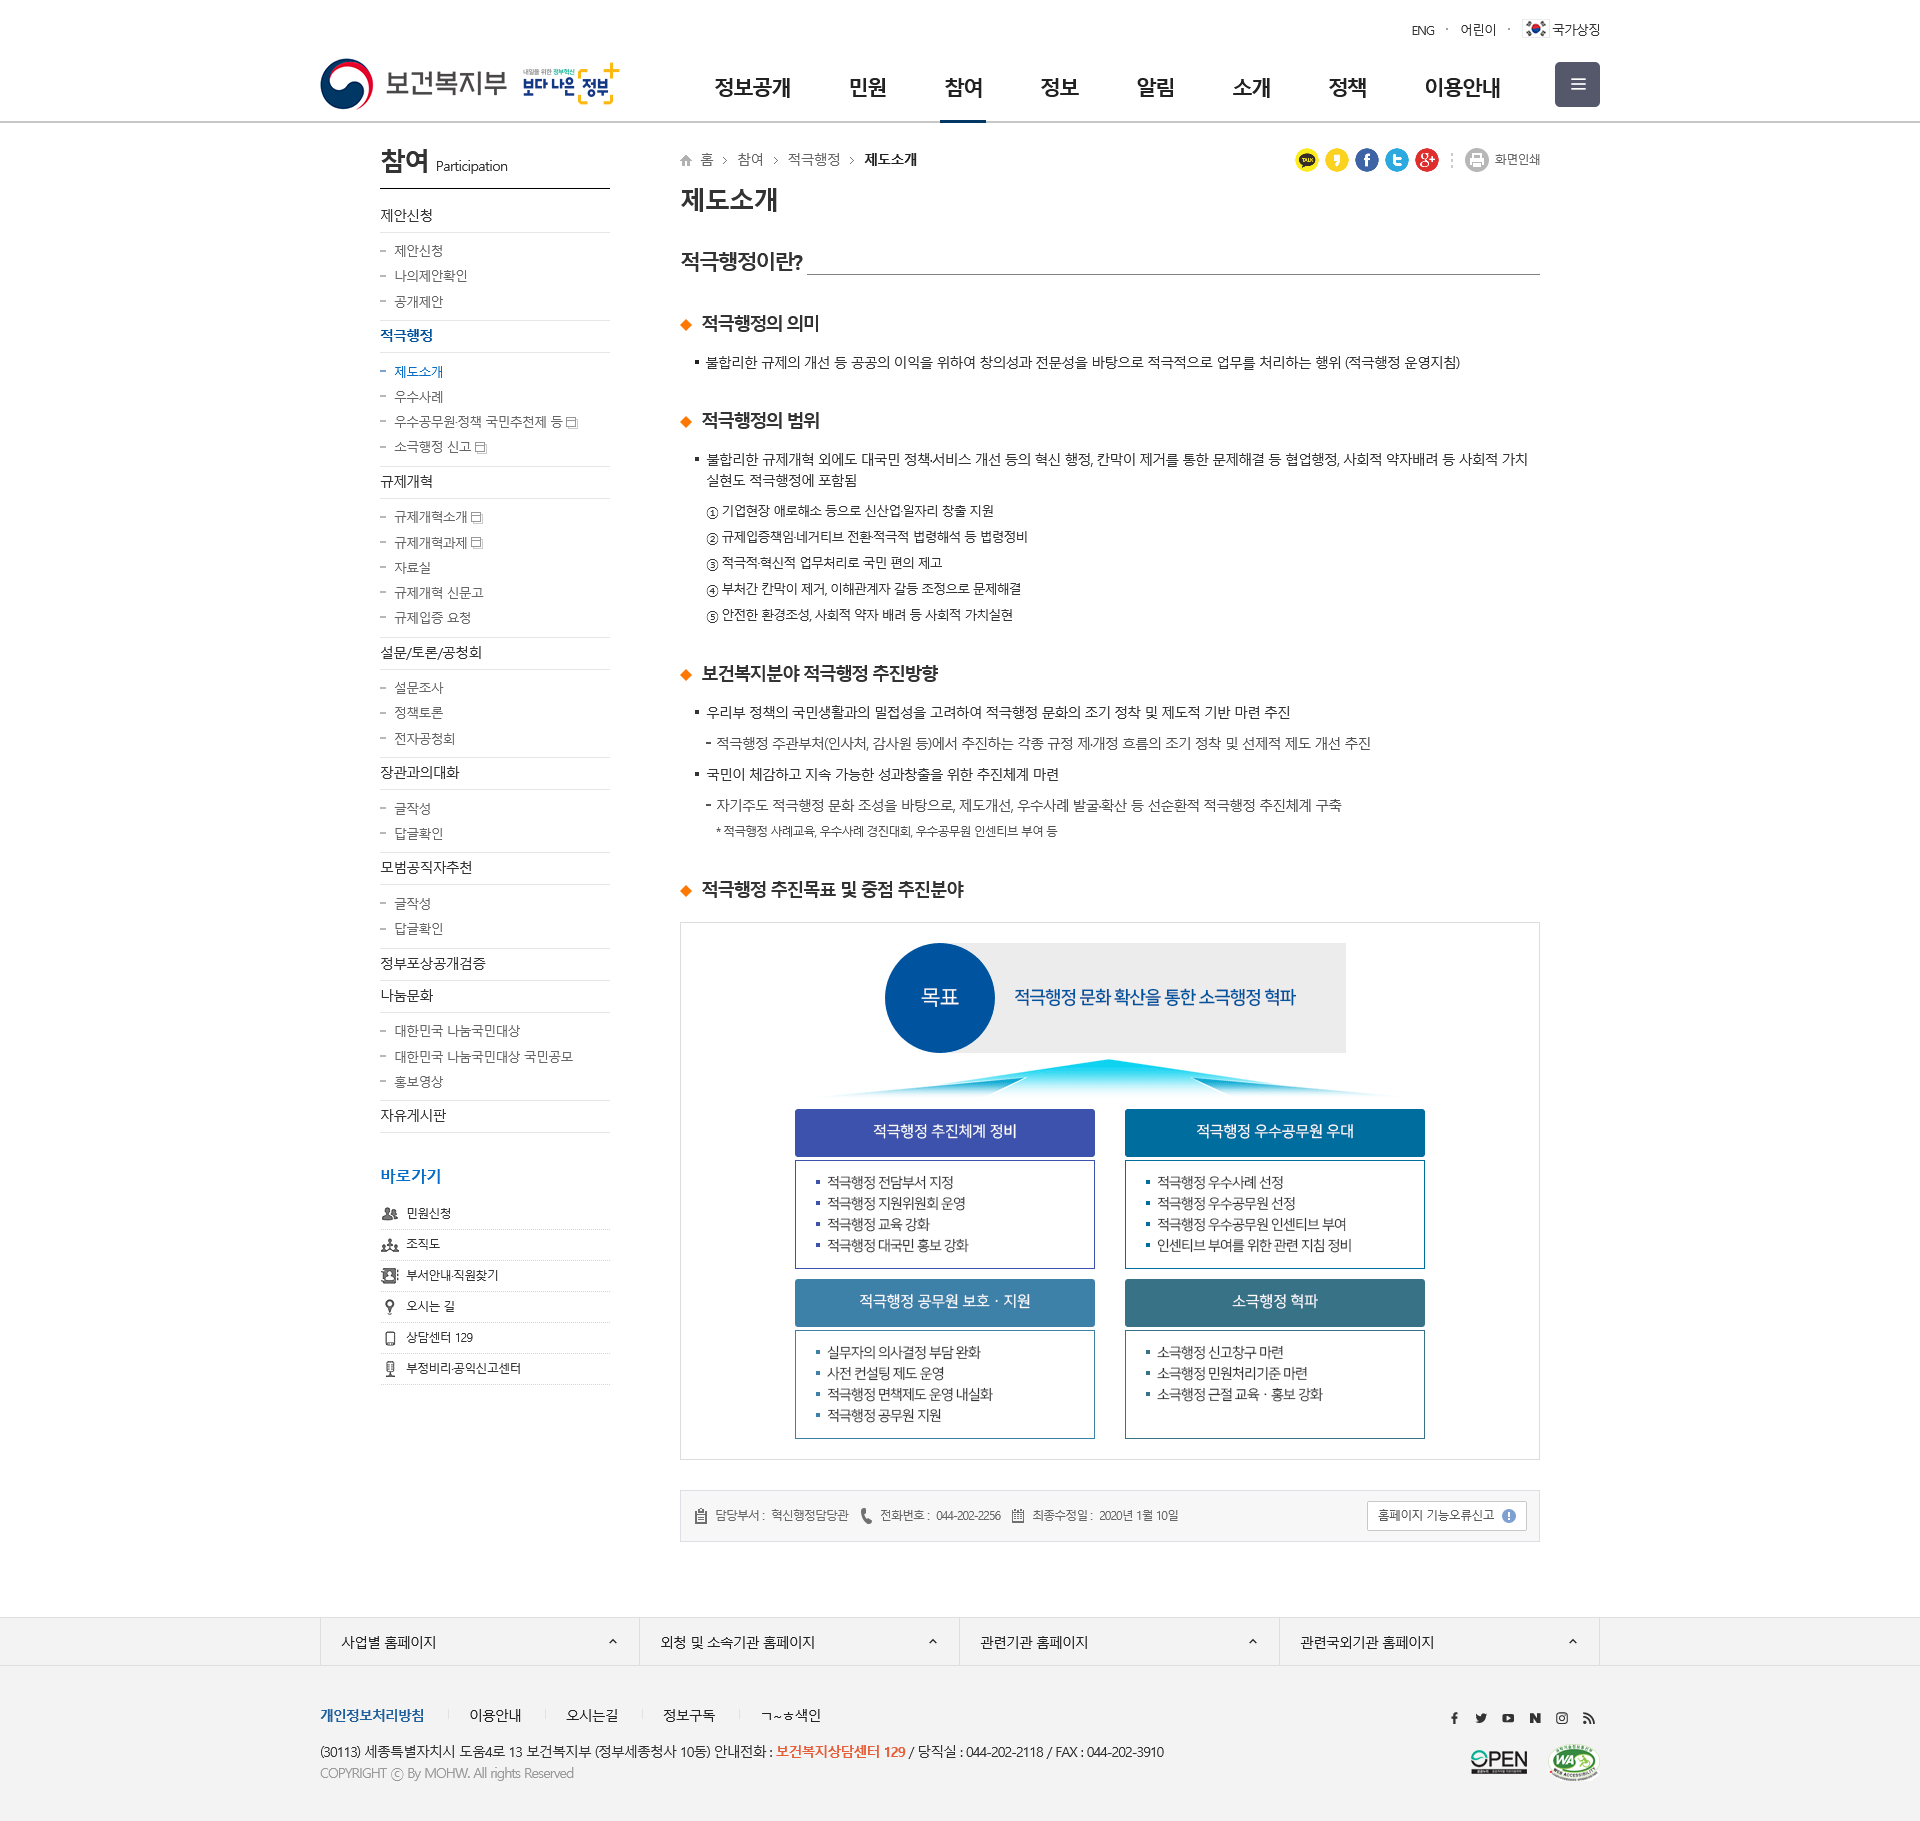 ENG · 어린이 · 국가상징
보건복지부
내일을 위한 정부혁신
보다 나은 정부
정보공개 민원 참여 정보 알림 소개 정책 이용안내
참여 Participation
제안신청
제안신청
나의제안확인
공개제안
적극행정
제도소개
우수사례
우수공무원·정책 국민추천제 등
소극행정 신고
규제개혁
규제개혁소개
규제개혁과제
자료실
규제개혁 신문고
규제입증 요청
설문/토론/공청회
설문조사
정책토론
전자공청회
장관과의대화
글작성
답글확인
모범공직자추천
글작성
답글확인
정부포상공개검증
나눔문화
대한민국 나눔국민대상
대한민국 나눔국민대상 국민공모
홍보영상
자유게시판
바로가기
민원신청
조직도
부서안내·직원찾기
오시는 길
상담센터 129
부정비리·공익신고센터
홈 > 참여 > 적극행정 > 제도소개
TALK
화면인쇄
제도소개
적극행정이란?
적극행정의 의미
불합리한 규제의 개선 등 공공의 이익을 위하여 창의성과 전문성을 바탕으로 적극적으로 업무를 처리하는 행위 (적극행정 운영지침)
적극행정의 범위
불합리한 규제개혁 외에도 대국민 정책·서비스 개선 등의 혁신 행정, 칸막이 제거를 통한 문제해결 등 협업행정, 사회적 약자배려 등 사회적 가치
실현도 적극행정에 포함됨
① 기업현장 애로해소 등으로 신산업·일자리 창출 지원
② 규제입증책임·네거티브 전환·적극적 법령해석 등 법령정비
③ 적극적·혁신적 업무처리로 국민 편의 제고
④ 부처간 칸막이 제거, 이해관계자 갈등 조정으로 문제해결
⑤ 안전한 환경조성, 사회적 약자 배려 등 사회적 가치실현
보건복지분야 적극행정 추진방향
우리부 정책의 국민생활과의 밀접성을 고려하여 적극행정 문화의 조기 정착 및 제도적 기반 마련 추진
적극행정 주관부처(인사처, 감사원 등)에서 추진하는 각종 규정 제·개정 흐름의 조기 정착 및 선제적 제도 개선 추진
국민이 체감하고 지속 가능한 성과창출을 위한 추진체계 마련
자기주도 적극행정 문화 조성을 바탕으로, 제도개선, 우수사례 발굴·확산 등 선순환적 적극행정 추진체계 구축
* 적극행정 사례교육, 우수사례 경진대회, 우수공무원 인센티브 부여 등
적극행정 추진목표 및 중점 추진분야
목표
적극행정 문화 확산을 통한 소극행정 혁파
적극행정 추진체계 정비
적극행정 전담부서 지정
적극행정 지원위원회 운영
적극행정 교육 강화
적극행정 대국민 홍보 강화
적극행정 우수공무원 우대
적극행정 우수사례 선정
적극행정 우수공무원 선정
적극행정 우수공무원 인센티브 부여
인센티브 부여를 위한 관련 지침 정비
적극행정 공무원 보호 · 지원
실무자의 의사결정 부담 완화
사전 컨설팅 제도 운영
적극행정 면책제도 운영 내실화
적극행정 공무원 지원
소극행정 혁파
소극행정 신고창구 마련
소극행정 민원처리기준 마련
소극행정 근절 교육 · 홍보 강화
담당부서 : 혁신행정담당관 전화번호 : 044-202-2256 최종수정일 : 2020년 1월 10일
홈페이지 기능오류신고
사업별 홈페이지 외청 및 소속기관 홈페이지 관련기관 홈페이지 관련국외기관 홈페이지
개인정보처리방침 이용안내 오시는길 정보구독 ㄱ~ㅎ색인
(30113) 세종특별자치시 도움4로 13 보건복지부 (정부세종청사 10동) 안내전화 : 보건복지상담센터 129 / 당직실 : 044-202-2118 / FAX : 044-202-3910
COPYRIGHT ⓒ By MOHW. All rights Reserved
OPEN
WA
WEB ACCESSIBILITY